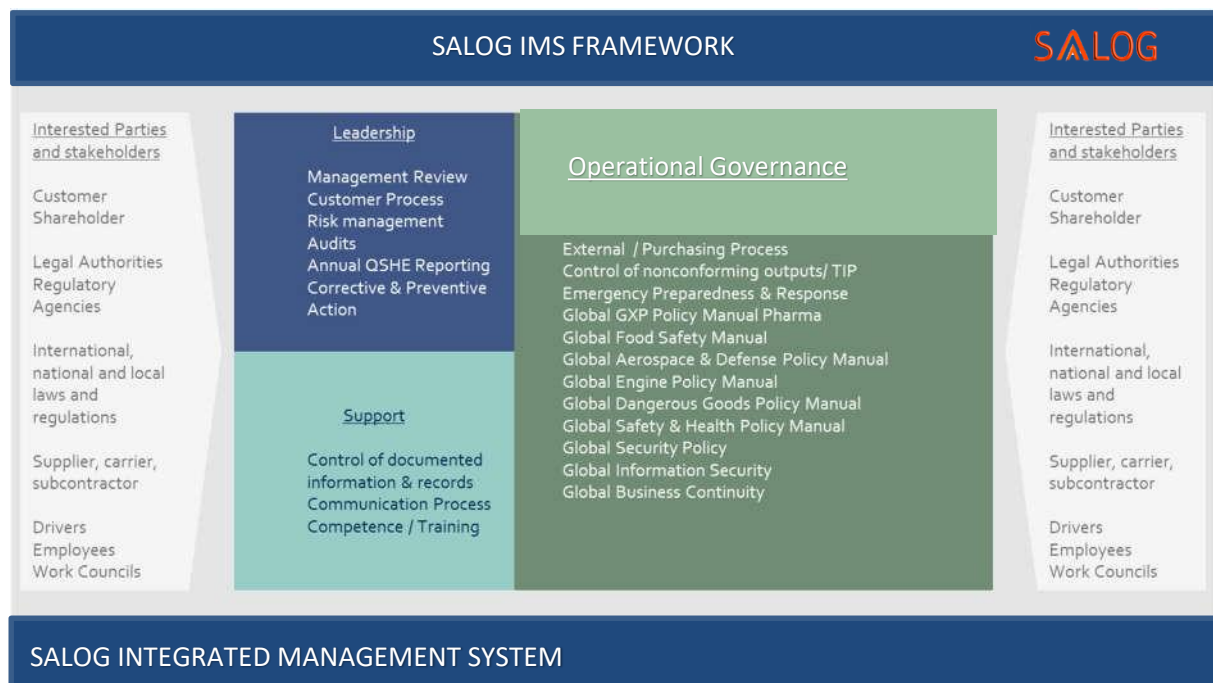 SALOG IMS FRAMEWORK
SALOG
Interested Parties
and stakeholders
Customer
Shareholder
Legal Authorities
Regulatory
Agencies
International,
national and local
laws and
regulations
Supplier, carrier,
subcontractor
Drivers
Employees
Work Councils
Leadership
Management Review
Customer Process
Risk management
Audits
Annual QSHE Reporting
Corrective & Preventive
Action
Support
Control of documented
information & records
Communication Process
Competence / Training
Operational Governance
External / Purchasing Process
Control of nonconforming outputs/ TIP
Emergency Preparedness & Response
Global GXP Policy Manual Pharma
Global Food Safety Manual
Global Aerospace & Defense Policy Manual
Global Engine Policy Manual
Global Dangerous Goods Policy Manual
Global Safety & Health Policy Manual
Global Security Policy
Global Information Security
Global Business Continuity
Interested Parties
and stakeholders
Customer
Shareholder
Legal Authorities
Regulatory
Agencies
International,
national and local
laws and
regulations
Supplier, carrier,
subcontractor
Drivers
Employees
Work Councils
SALOG INTEGRATED MANAGEMENT SYSTEM